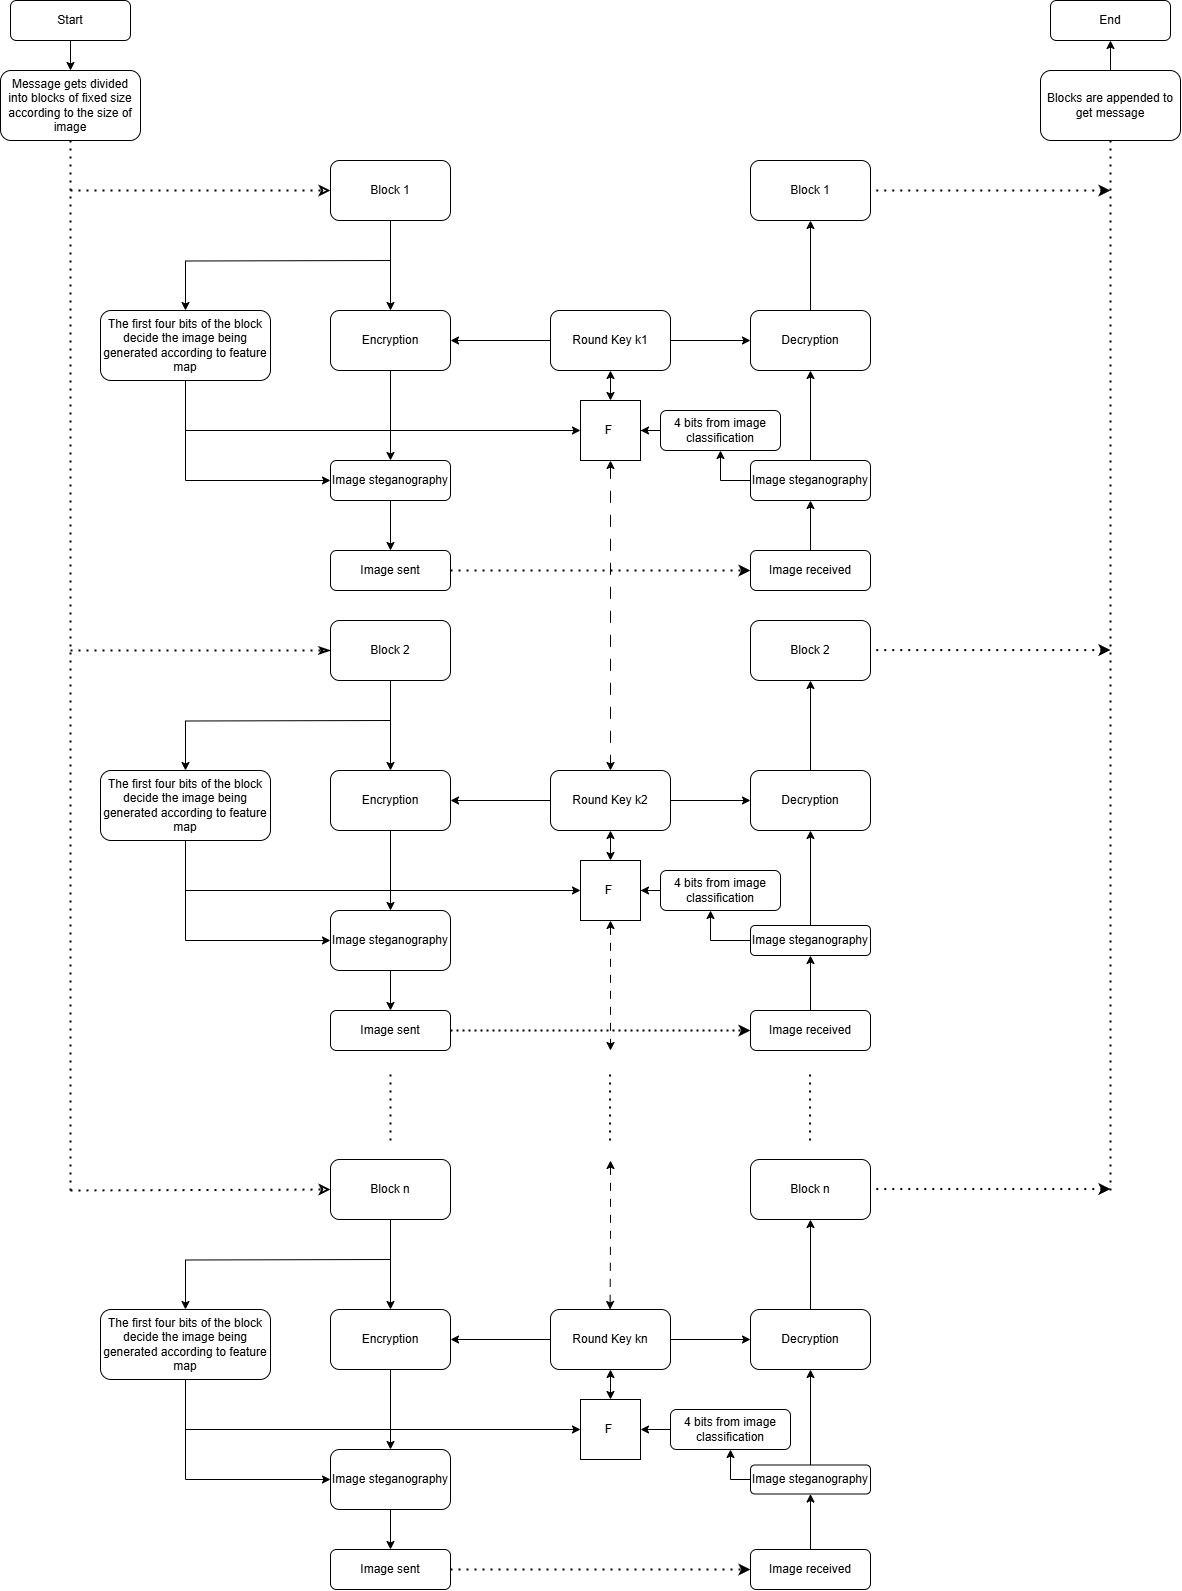 Start
End
Message gets divided
into blocks of fixed size
according to the size of
image
Blocks are appended to
get message
Block 1
Block 1
The first four bits of the block
decide the image being
generated according to feature
map
Encryption
Round Key k1
Decryption
F
4 bits from image
classification
Image steganography
Image steganography
Image sent
Image received
Block 2
Block 2
The first four bits of the block
decide the image being
generated according to feature
map
Encryption
Round Key k2
Decryption
F
4 bits from image
classification
Image steganography
Image steganography
Image sent
Image received
Block n
Block n
The first four bits of the block
decide the image being
generated according to feature
map
Encryption
Round Key kn
Decryption
F
4 bits from image
classification
Image steganography
Image steganography
Image sent
Image received